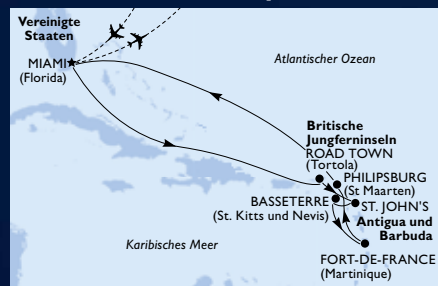 Vereinigte
Staaten
MIAMI
(Florida)
Atlantischer Ozean
Britische
Jungferninseln
ROAD TOWN
(Tortola)
PHILIPSBURG
(St Maarten)
BASSETERRE
(St. Kitts und Nevis)
ST. JOHN'S
Antigua und
Barbuda
Karibisches Meer
FORT-DE-FRANCE
(Martinique)